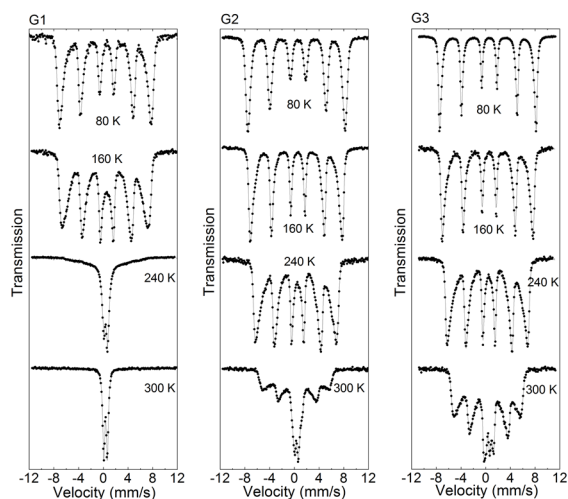 G1
G2
G3
80 K
80 K
80 K
160 K
160 K
160 K
240 K
240 K
240 K
300 K
300 K
300 K
Transmission
Transmission
Transmission
-12 -8 -4 0 4 8 12
-12 -8 -4 0 4 8 12
-12 -8 -4 0 4 8 12
Velocity (mm/s)
Velocity (mm/s)
Velocity (mm/s)